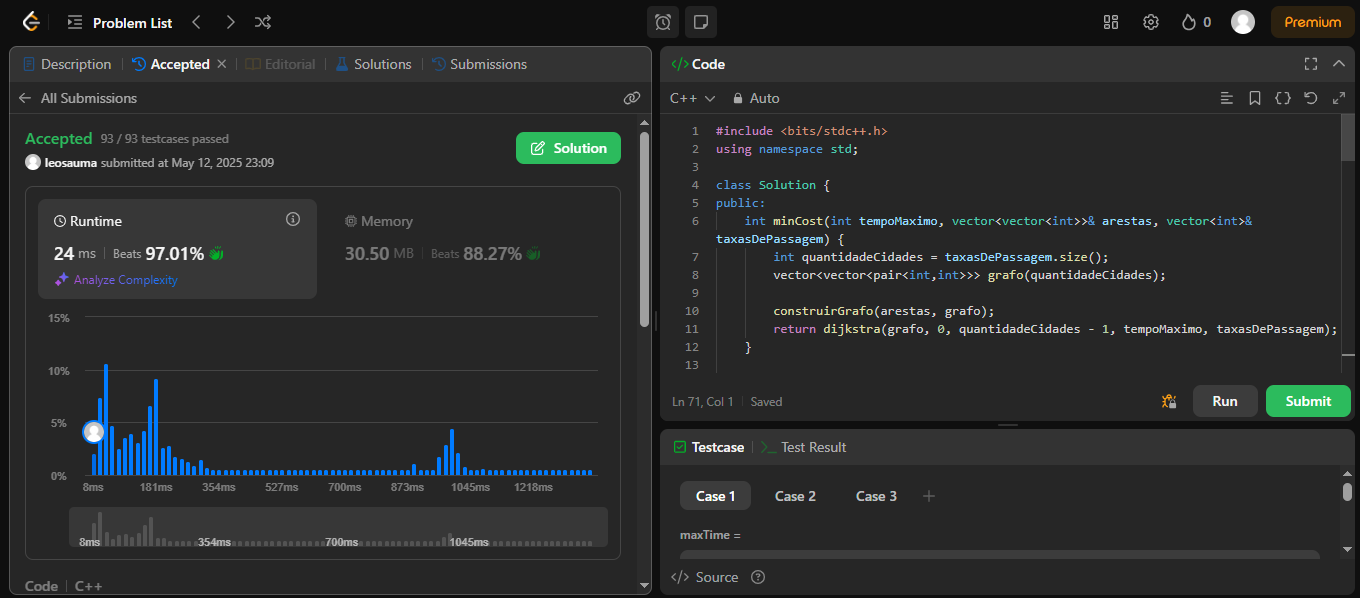 Problem List
0
Premium
Description
Accepted
Editorial
Solutions
Submissions
All Submissions
Accepted 93 / 93 testcases passed
leosauma submitted at May 12, 2025 23:09
Solution
Runtime
24 ms Beats 97.01%
Analyze Complexity
Memory
30.50 MB Beats 88.27%
15%
10%
5%
0%
8ms 181ms 354ms 527ms 700ms 873ms 1045ms 1218ms
8ms 354ms 700ms 1045ms
Code C++
</> Code
C++ Auto
1 #include <bits/stdc++.h>
2 using namespace std;
3
4 class Solution {
5 public:
6 int minCost(int tempoMaximo, vector<vector<int>>& arestas, vector<int>&
taxasDePassagem) {
7 int quantidadeCidades = taxasDePassagem.size();
8 vector<vector<pair<int,int>>> grafo(quantidadeCidades);
9
10 construirGrafo(arestas, grafo);
11 return dijkstra(grafo, 0, quantidadeCidades - 1, tempoMaximo, taxasDePassagem);
12 }
13
Ln 71, Col 1 Saved
Run
Submit
Testcase
Test Result
Case 1 Case 2 Case 3 +
maxTime =
</> Source ?